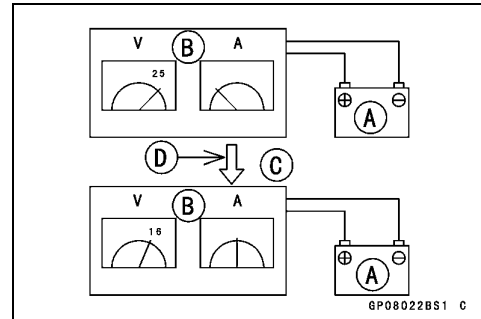 V B A
25
⊕ A ⊖
D C
V B A
16
⊕ A ⊖
GP08022BS1 C